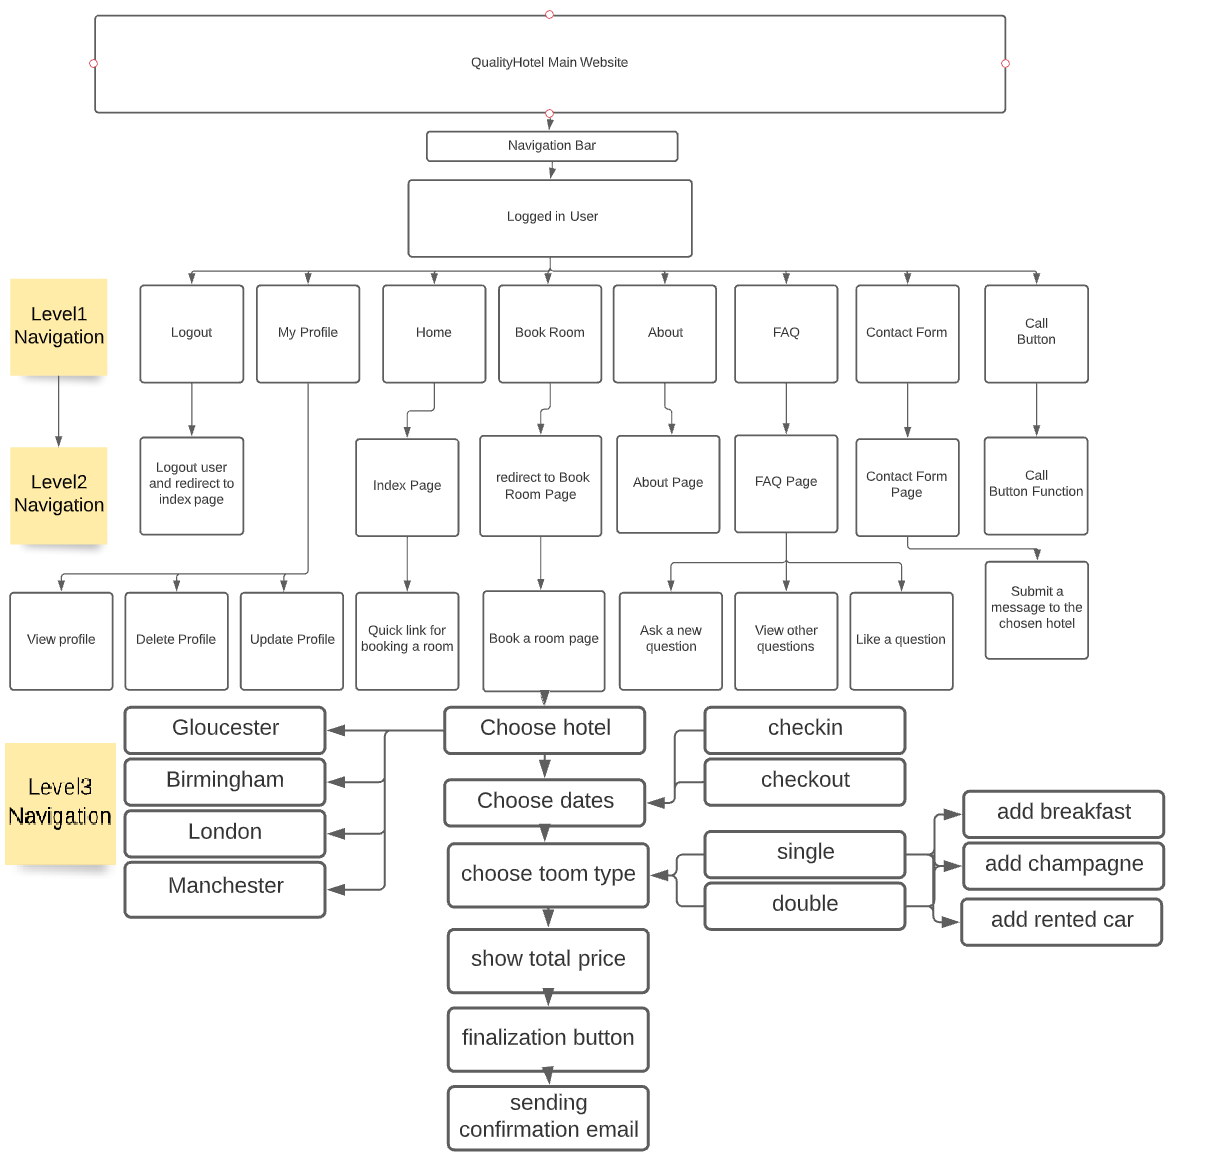 QualityHotel Main Website
Navigation Bar
Logged in User
Level1
Navigation
Logout
My Profile
Home
Book Room
About
FAQ
Contact Form
Call
Button
Level2
Navigation
Logout user
and redirect to
index page
Index Page
redirect to Book
Room Page
About Page
FAQ Page
Contact Form
Page
Call
Button Function
View profile
Delete Profile
Update Profile
Quick link for
booking a room
Book a room page
Ask a new
question
View other
questions
Like a question
Submit a
message to the
chosen hotel
Level3
Navigation
Gloucester
Birmingham
London
Manchester
Choose hotel
Choose dates
choose toom type
show total price
finalization button
sending
confirmation email
checkin
checkout
single
double
add breakfast
add champagne
add rented car